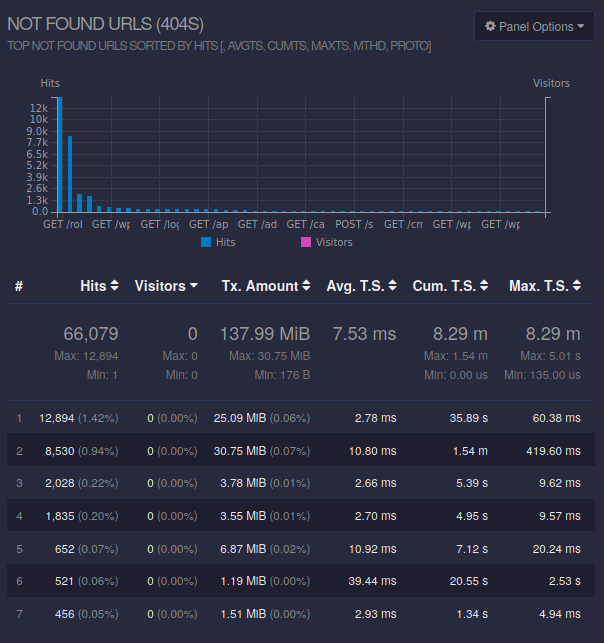 NOT FOUND URLS (404S)
Panel Options
TOP NOT FOUND URLS SORTED BY HITS [, AVGTS, CUMTS, MAXTS, MTHD, PROTO]
Hits Visitors
12k
10k
9.0k
7.7k
6.5k
5.2k
3.9k
2.6k
1.3k
0.0
GET /rol GET /wp GET /log GET /ap GET /ad GET /ca POST /s GET /cm GET /wp GET /wp
Hits Visitors
# Hits Visitors Tx. Amount Avg. T.S. Cum. T.S. Max. T.S.
66,079 0 137.99 MiB 7.53 ms 8.29 m 8.29 m
Max: 12,894 Max: 0 Max: 30.75 MiB Max: 1.54 m Max: 5.01 s
Min: 1 Min: 0 Min: 176 B Min: 0.00 us Min: 135.00 us
1 12,894 (1.42%) 0 (0.00%) 25.09 MiB (0.06%) 2.78 ms 35.89 s 60.38 ms
2 8,530 (0.94%) 0 (0.00%) 30.75 MiB (0.07%) 10.80 ms 1.54 m 419.60 ms
3 2,028 (0.22%) 0 (0.00%) 3.78 MiB (0.01%) 2.66 ms 5.39 s 9.62 ms
4 1,835 (0.20%) 0 (0.00%) 3.55 MiB (0.01%) 2.70 ms 4.95 s 9.57 ms
5 652 (0.07%) 0 (0.00%) 6.87 MiB (0.02%) 10.92 ms 7.12 s 20.24 ms
6 521 (0.06%) 0 (0.00%) 1.19 MiB (0.00%) 39.44 ms 20.55 s 2.53 s
7 456 (0.05%) 0 (0.00%) 1.51 MiB (0.00%) 2.93 ms 1.34 s 4.94 ms